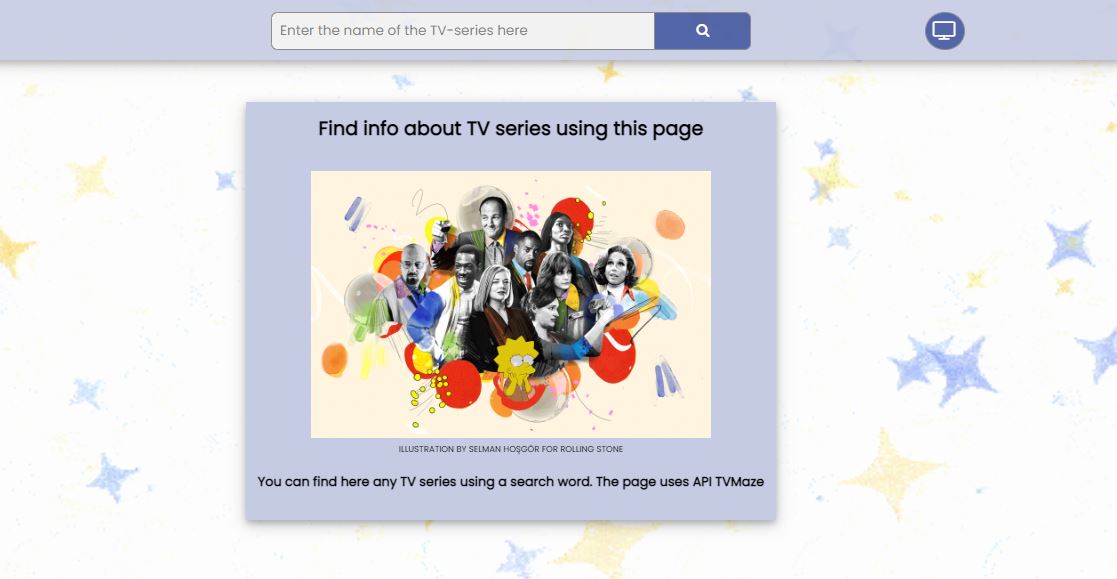 Enter the name of the TV-series here
Find info about TV series using this page
ILLUSTRATION BY SELMAN HOŞGÖR FOR ROLLING STONE
You can find here any TV series using a search word. The page uses API TVMaze